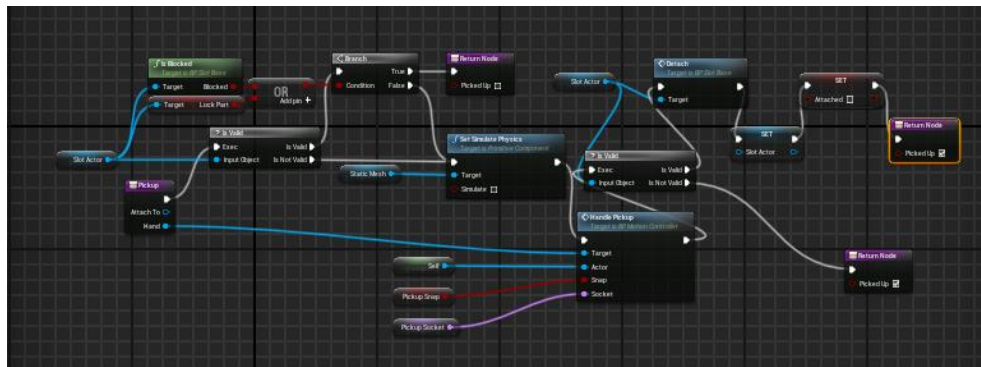 Is Blocked
Target is BP Slot Base
Target
Blocked
Target
Lock Part
OR
Add pin +
Branch
True
Condition
False
Return Node
Picked Up
Slot Actor
? Is Valid
Exec
Is Valid
Input Object
Is Not Valid
Pickup
Attach To
Hand
Static Mesh
Set Simulate Physics
Target is Primitive Component
Target
Simulate
Self
Pickup Snap
Pickup Socket
Slot Actor
? Is Valid
Exec
Is Valid
Input Object
Is Not Valid
Handle Pickup
Target is BP Motion Controller
Target
Actor
Snap
Socket
Detach
Target is BP Slot Base
Target
SET
Slot Actor
SET
Attached
Return Node
Picked Up
Return Node
Picked Up